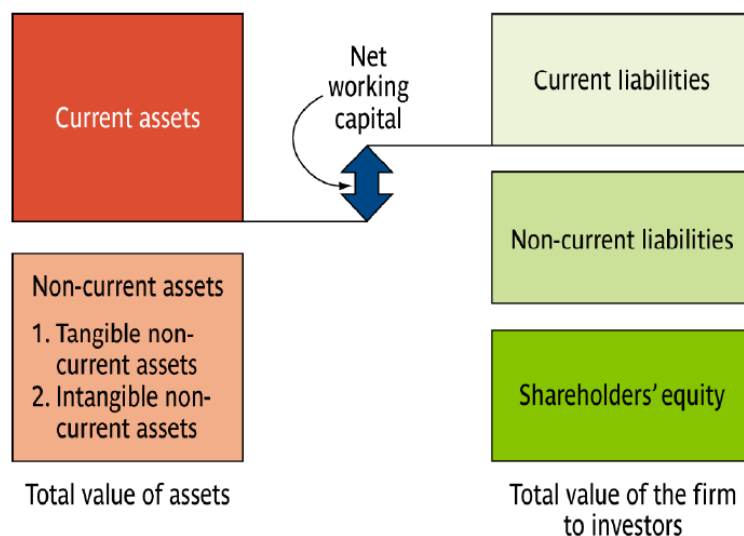 Current assets
Net
working
capital
Current liabilities
Non-current liabilities
Non-current assets
1. Tangible non-
current assets
2. Intangible non-
current assets
Shareholders’ equity
Total value of assets
Total value of the firm
to investors